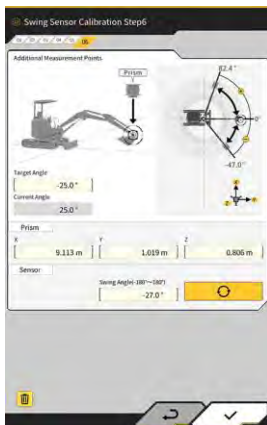 Swing Sensor Calibration Step6
06
Additional Measurement Points
Prism
82.4°
0°
-47.0°
Target Angle
-25.0°
Current Angle
25.0°
Prism
X Y Z
9.113 m 1.019 m 0.806 m
Sensor
Swing Angle(-180°~180°)
-27.0°